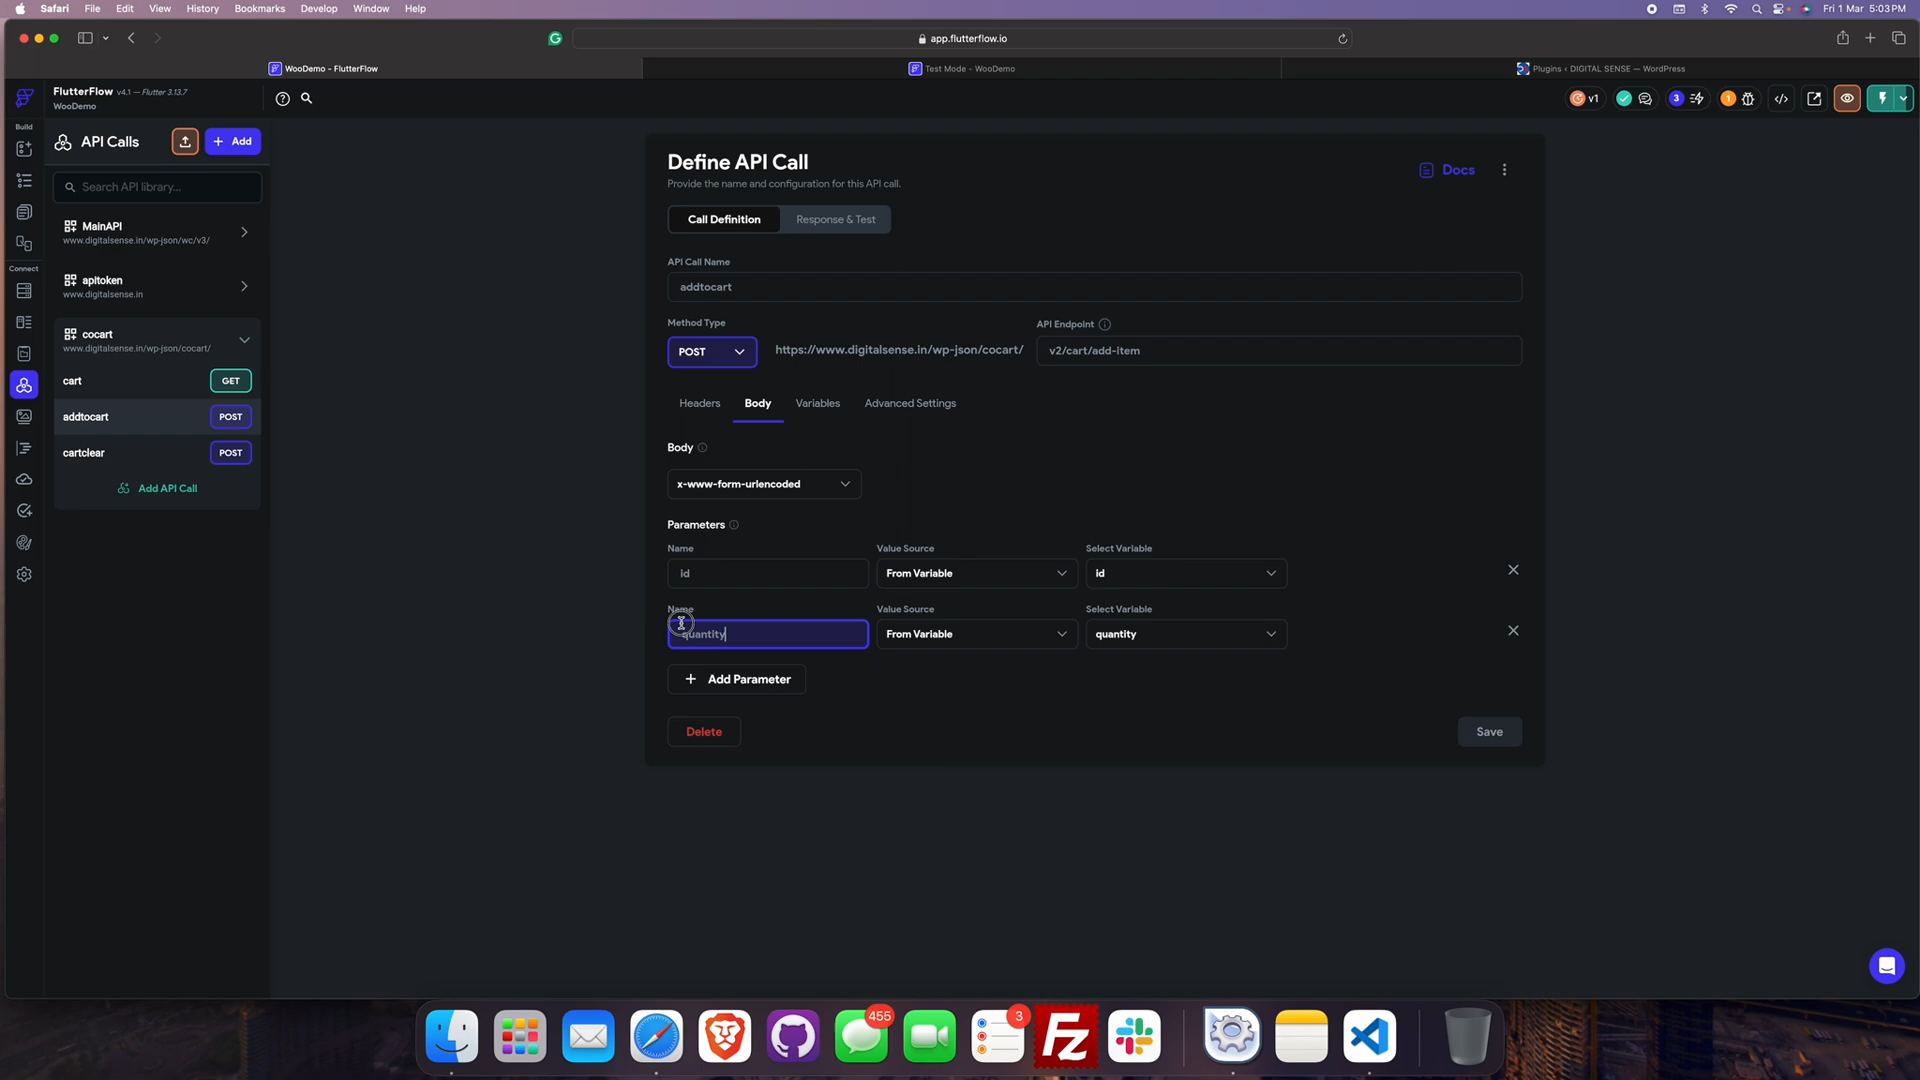 Safari File Edit View History Bookmarks Develop Window Help
Fri 1 Mar 5:03 PM
app.flutterflow.io
WooDemo - FlutterFlow
Test Mode - WooDemo
Plugins ‹ DIGITAL SENSE — WordPress
FlutterFlow v4.1 — Flutter 3.13.7
WooDemo
v1
3
1
Build
API Calls
+ Add
Search API library...
MainAPI
www.digitalsense.in/wp-json/wc/v3/
Connect
apitoken
www.digitalsense.in
cocart
www.digitalsense.in/wp-json/cocart/
cart GET
addtocart POST
cartclear POST
Add API Call
Define API Call
Provide the name and configuration for this API call.
Docs
Call Definition Response & Test
API Call Name
addtocart
Method Type
API Endpoint
POST
https://www.digitalsense.in/wp-json/cocart/
v2/cart/add-item
Headers Body Variables Advanced Settings
Body
x-www-form-urlencoded
Parameters
Name Value Source Select Variable
id From Variable id
Name Value Source Select Variable
quantity From Variable quantity
+ Add Parameter
Delete
Save
455
3
FZ